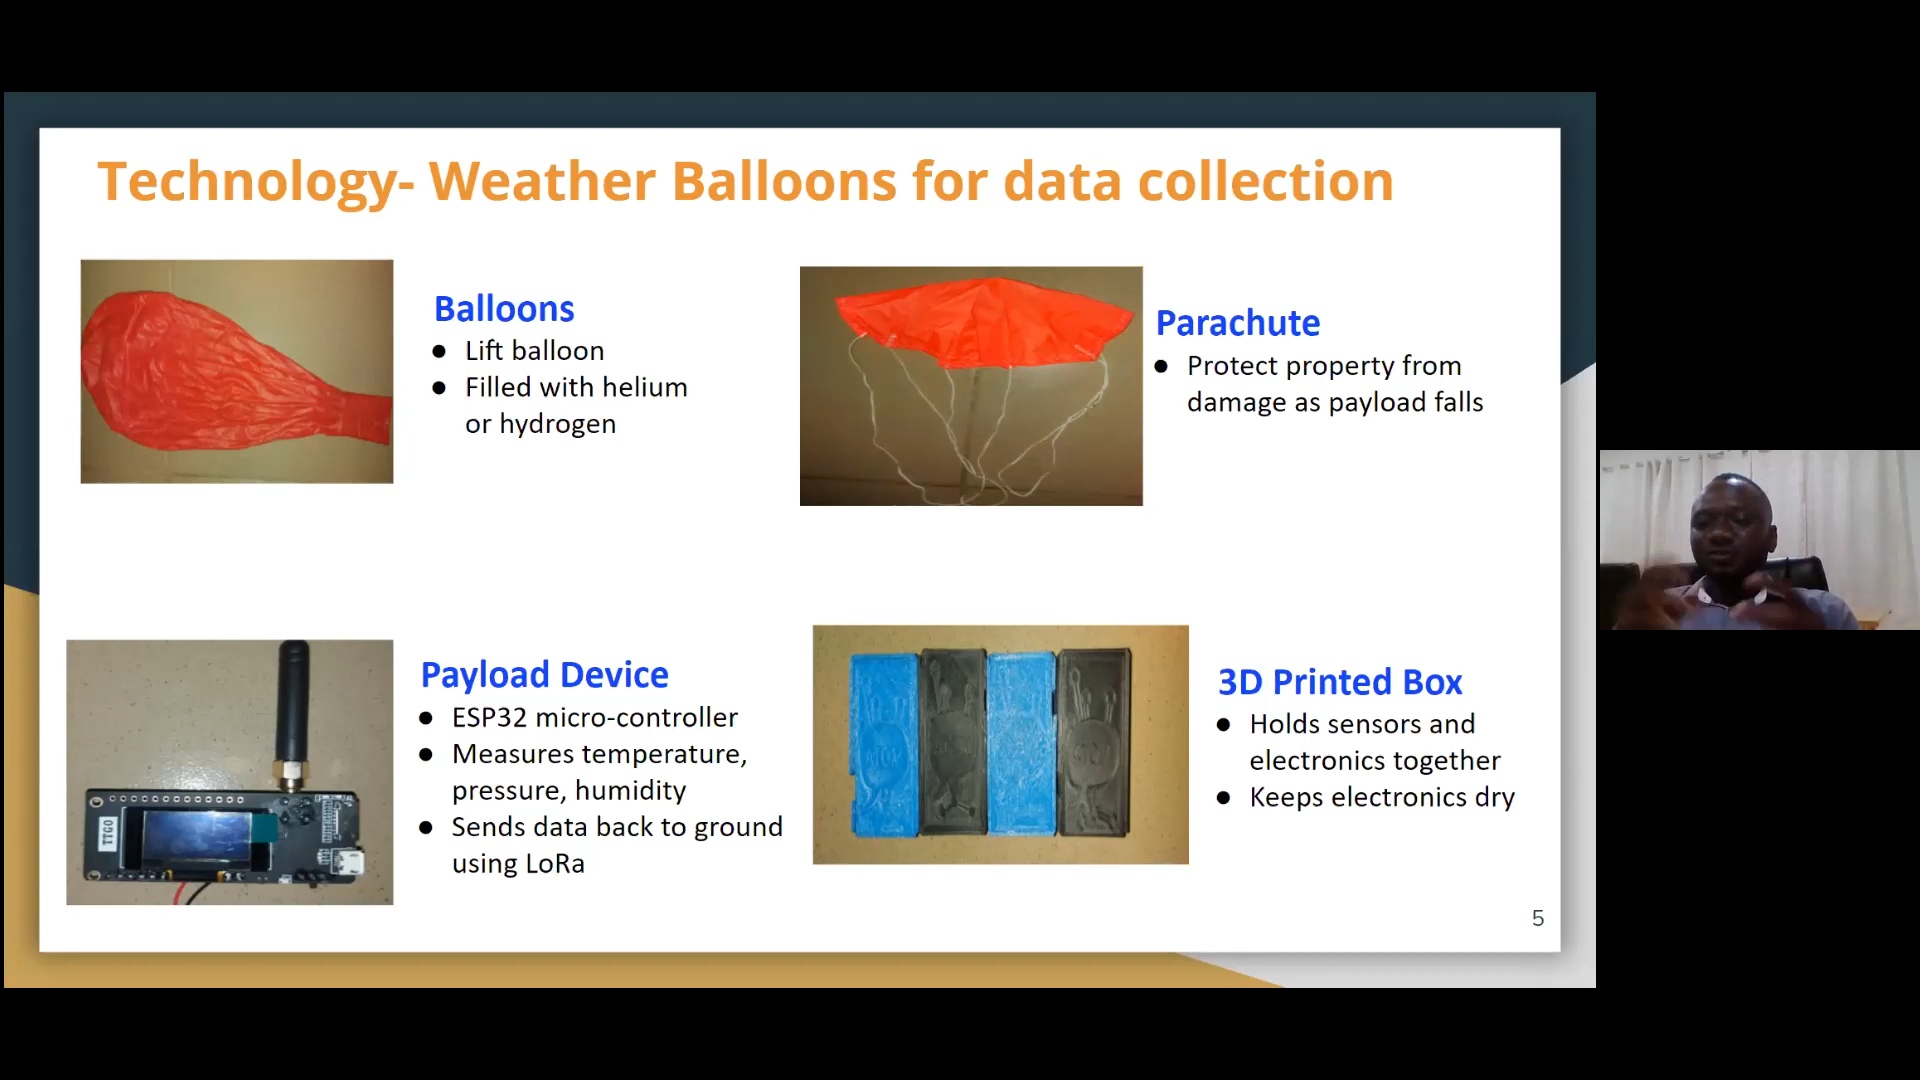 Technology- Weather Balloons for data collection
Balloons
● Lift balloon
● Filled with helium
or hydrogen
Parachute
● Protect property from
damage as payload falls
Payload Device
● ESP32 micro-controller
● Measures temperature,
pressure, humidity
● Sends data back to ground
using LoRa
TTGO
3D Printed Box
● Holds sensors and
electronics together
● Keeps electronics dry
5